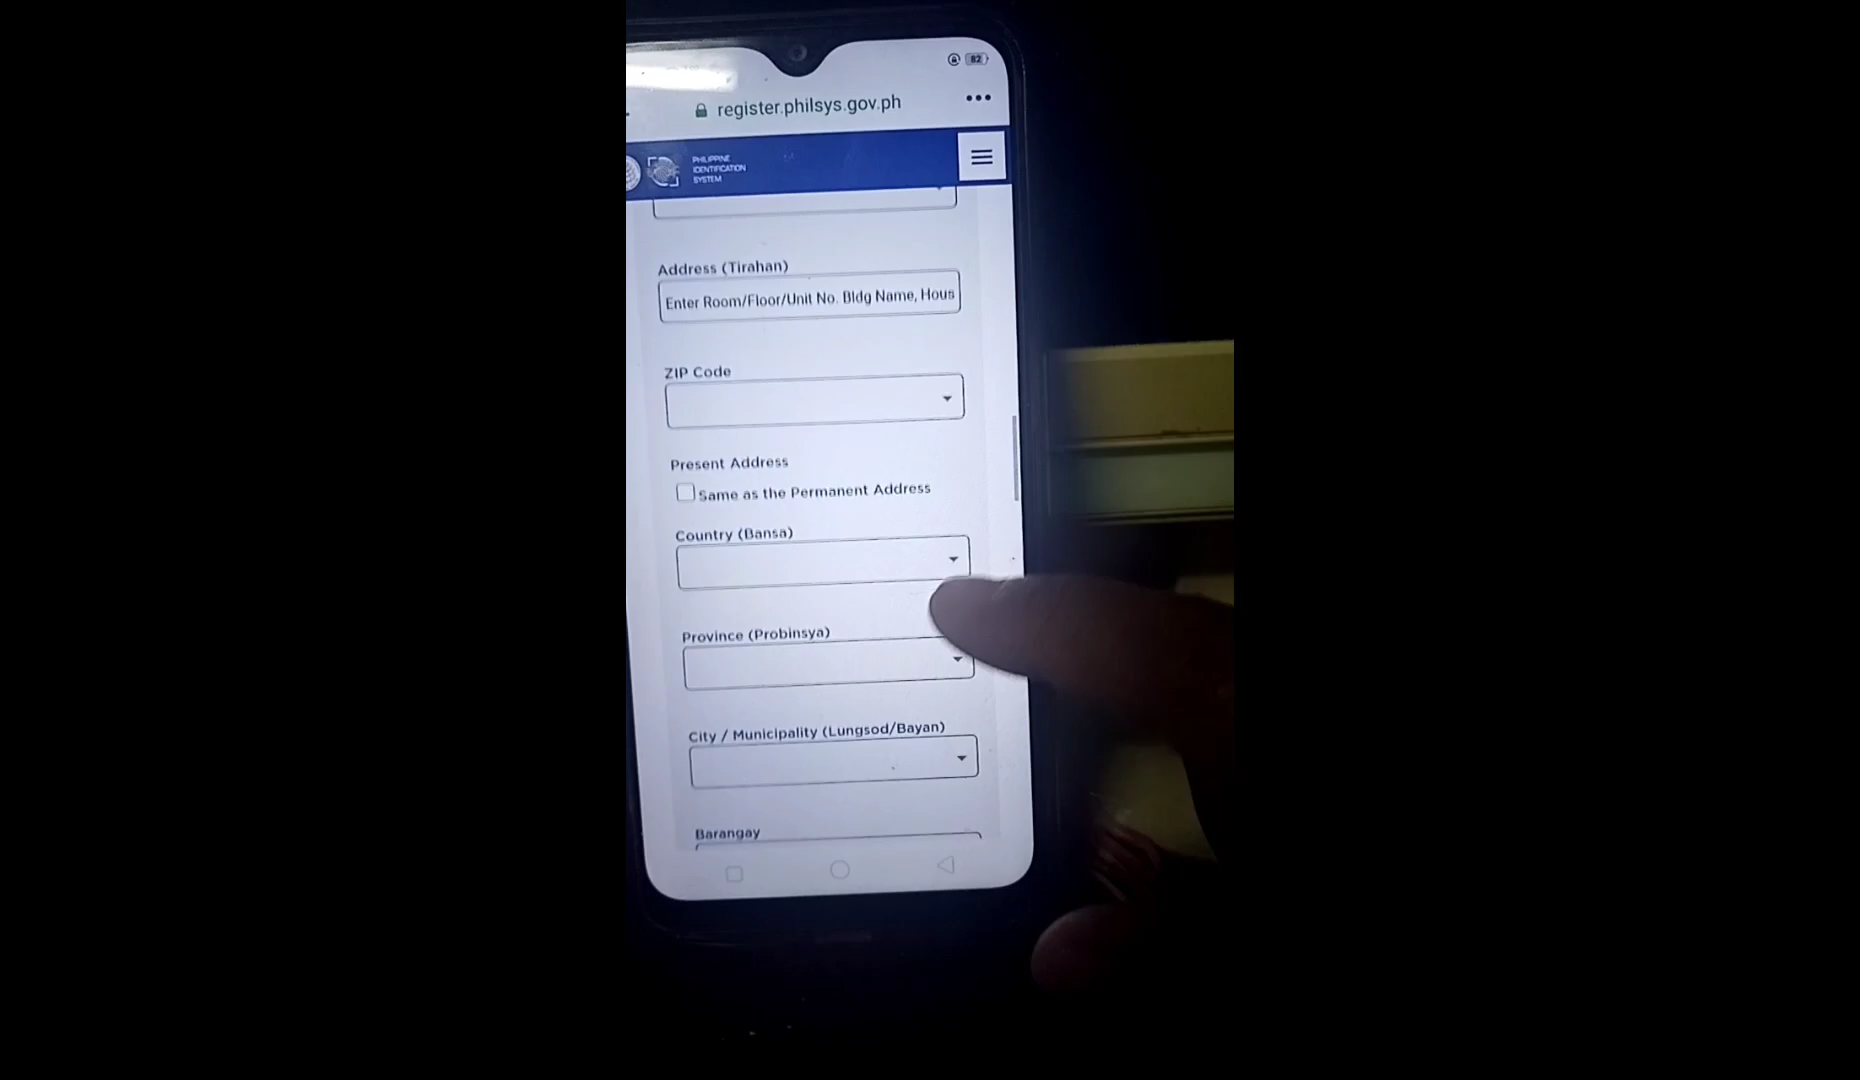 82
register.philsys.gov.ph
PHILIPPINE
IDENTIFICATION
SYSTEM
Address (Tirahan)
Enter Room/Floor/Unit No. Bldg Name, Hous
ZIP Code
Present Address
Same as the Permanent Address
Country (Bansa)
Province (Probinsya)
City / Municipality (Lungsod/Bayan)
Barangay